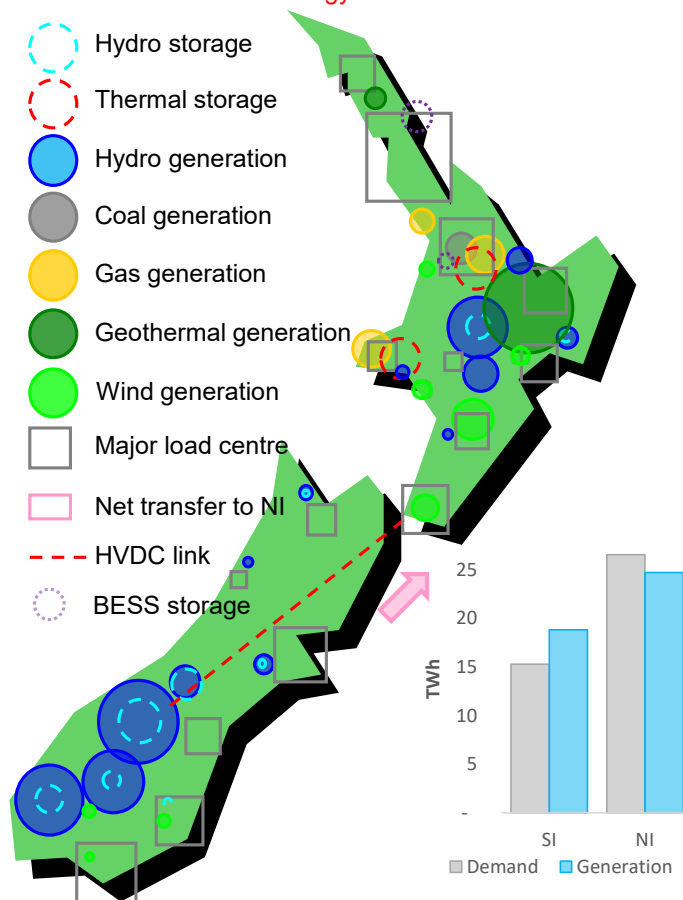 Hydro storage
Thermal storage
Hydro generation
Coal generation
Gas generation
Geothermal generation
Wind generation
Major load centre
Net transfer to NI
HVDC link
BESS storage
25
20
15
10
5
-
TWh
SI
NI
Demand
Generation